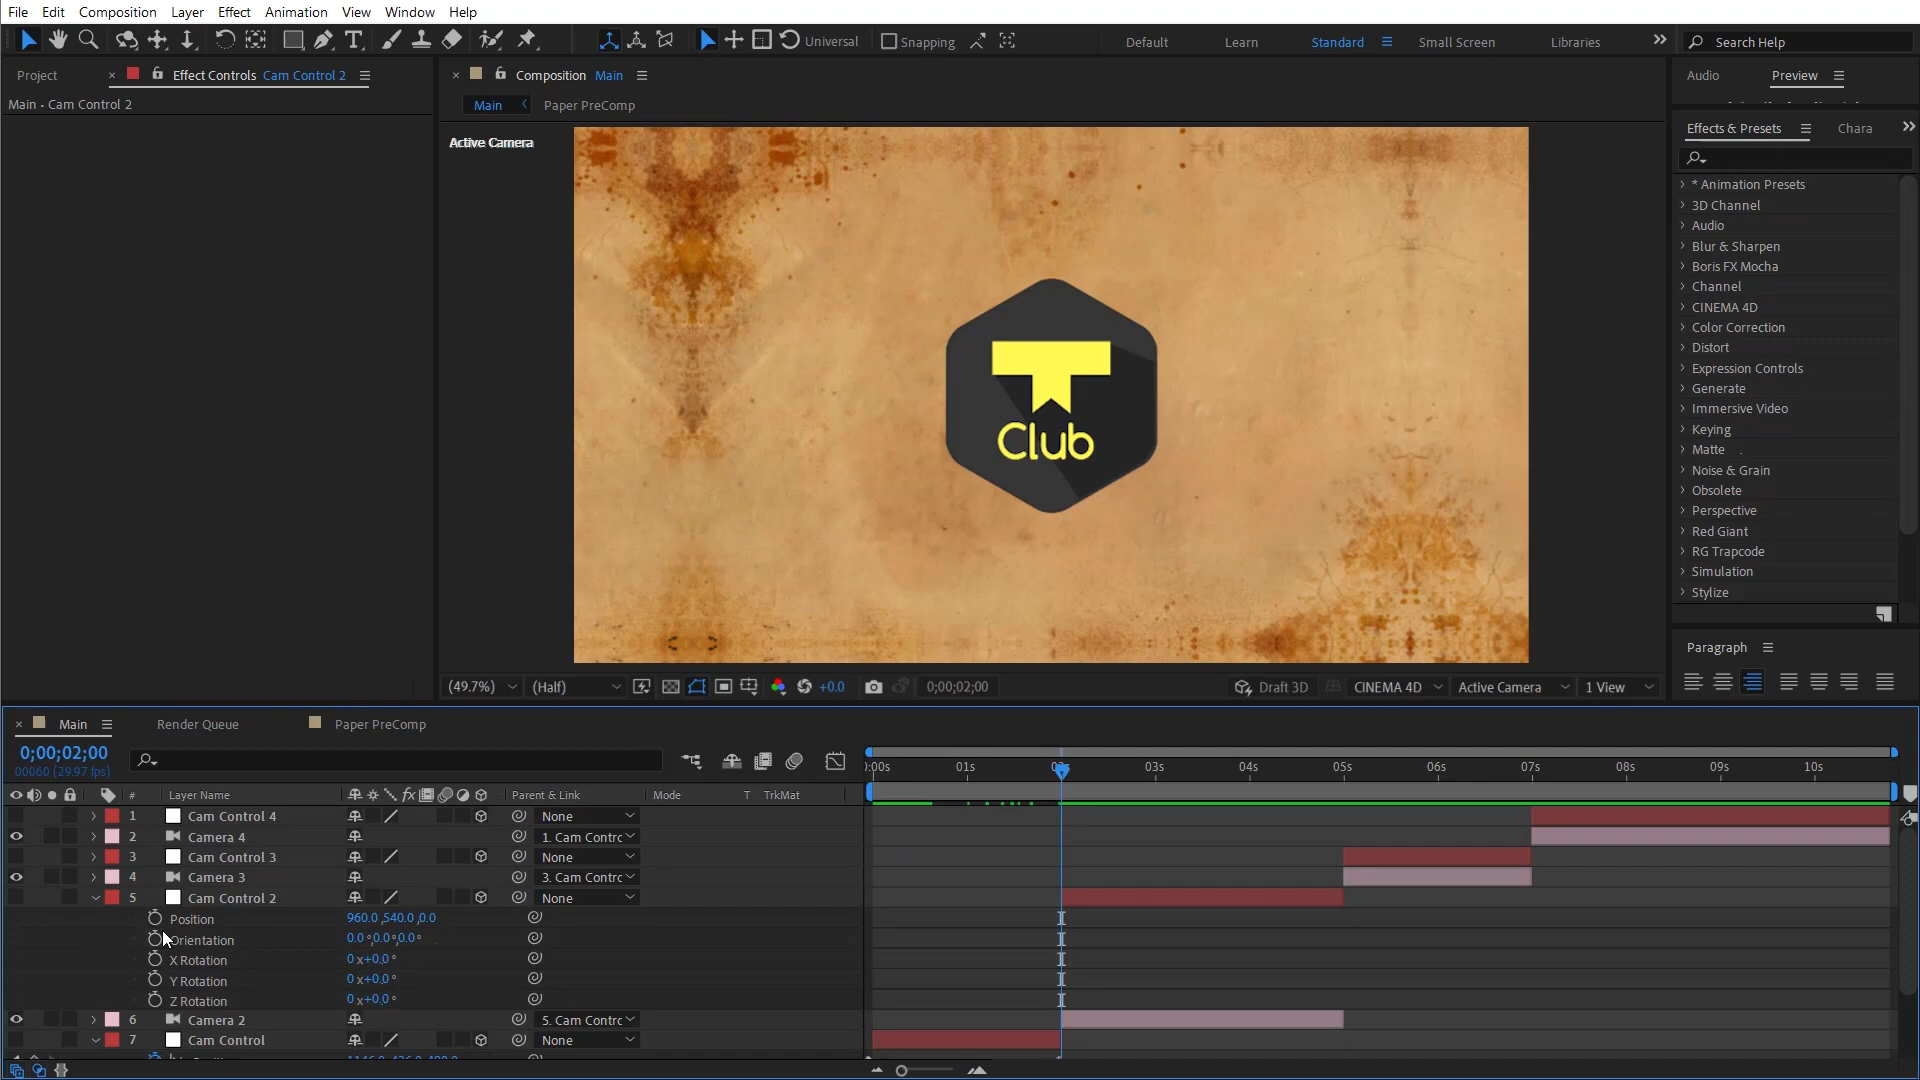 File Edit Composition Layer Effect Animation View Window Help
Universal Snapping Default Learn Standard Small Screen Libraries Search Help
Project Effect Controls Cam Control 2 Composition Main Audio Preview
Main • Cam Control 2 Main Paper PreComp
Active Camera
Effects & Presets Chara
* Animation Presets
3D Channel
Audio
Blur & Sharpen
Boris FX Mocha
Channel
CINEMA 4D
Color Correction
Distort
Expression Controls
Generate
Immersive Video
Keying
Matte
Noise & Grain
Obsolete
Perspective
Red Giant
RG Trapcode
Simulation
Stylize
Paragraph
T
Club
(49.7%) (Half) +0.0 0;00;02;00 Draft 3D CINEMA 4D Active Camera 1 View
Main Render Queue Paper PreComp
0;00;02;00
00060 (29.97 fps)
:00s 01s 02s 03s 04s 05s 06s 07s 08s 09s 10s
# Layer Name Parent & Link Mode T TrkMat
1 Cam Control 4 None
2 Camera 4 1. Cam Contrc
3 Cam Control 3 None
4 Camera 3 3. Cam Contrc
5 Cam Control 2 None
Position 960.0,540.0,0.0
Orientation 0.0°,0.0°,0.0°
X Rotation 0x+0.0°
Y Rotation 0x+0.0°
Z Rotation 0x+0.0°
6 Camera 2 5. Cam Contrc
7 Cam Control None